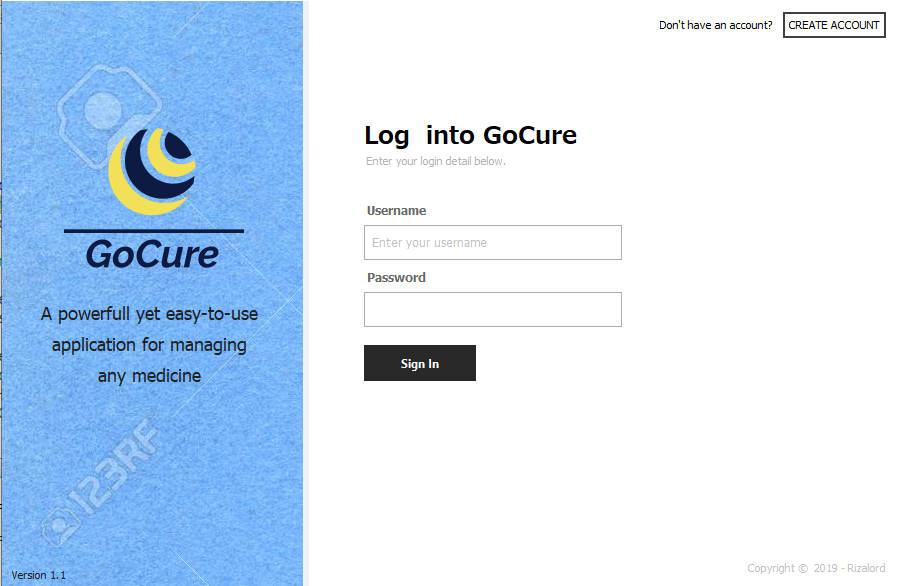 Don't have an account? CREATE ACCOUNT
GoCure
A powerfull yet easy-to-use
application for managing
any medicine
123RF
Version 1.1
Log  into GoCure
Enter your login detail below.
Username
Enter your username
Password
Sign In
Copyright ©  2019 - Rizalord